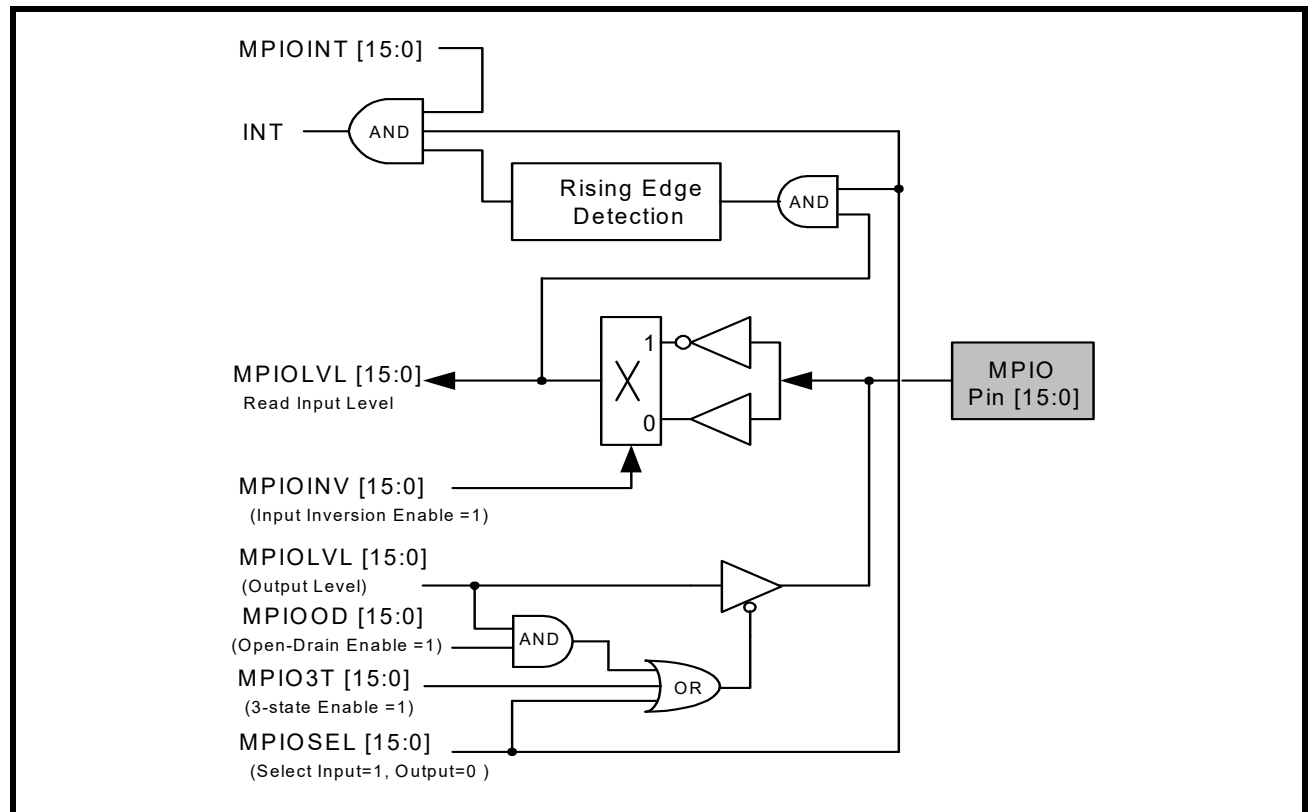 MPIOINT [15:0]
INT
AND
Rising Edge
Detection
AND
1
MPIOLVL [15:0]
Read Input Level
X
0
MPIO
Pin [15:0]
MPIOINV [15:0]
(Input Inversion Enable =1)
MPIOLVL [15:0]
(Output Level)
MPIOOD [15:0]
(Open-Drain Enable =1)
AND
MPIO3T [15:0]
(3-state Enable =1)
OR
MPIOSEL [15:0]
(Select Input=1, Output=0 )